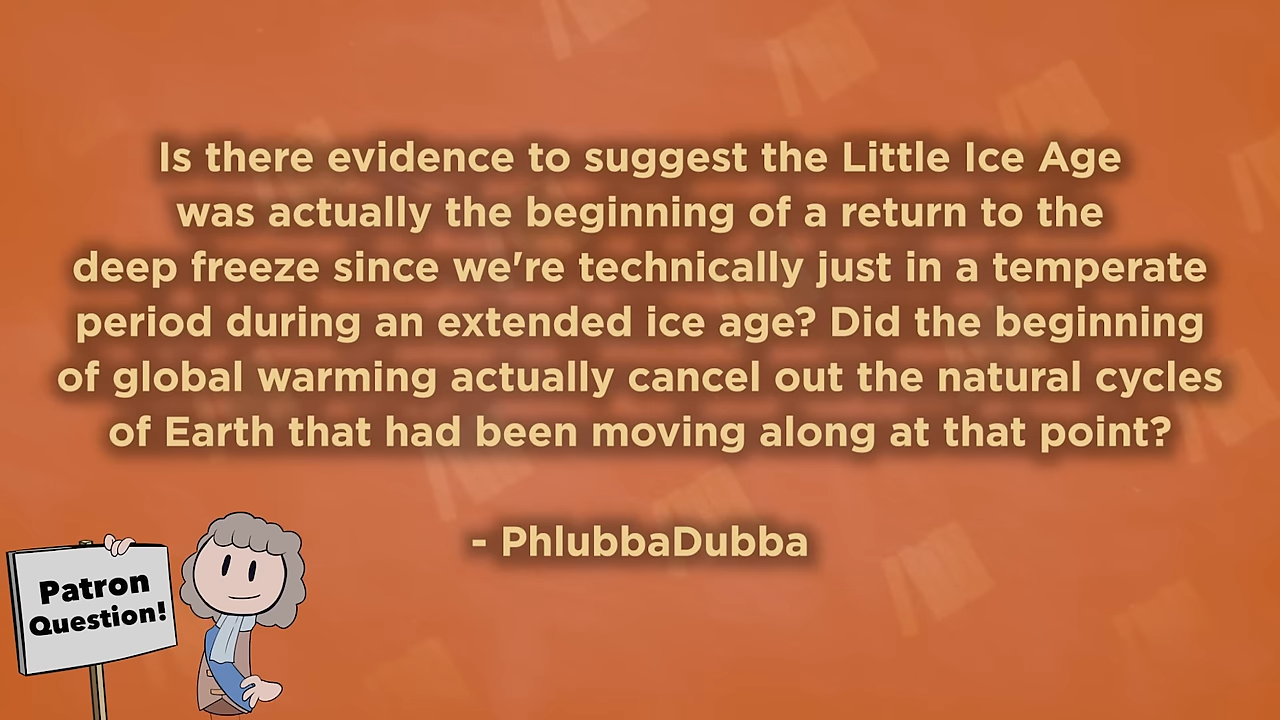 Is there evidence to suggest the Little Ice Age
was actually the beginning of a return to the
deep freeze since we're technically just in a temperate
period during an extended ice age? Did the beginning
of global warming actually cancel out the natural cycles
of Earth that had been moving along at that point?
- PhlubbaDubba
Patron
Question!